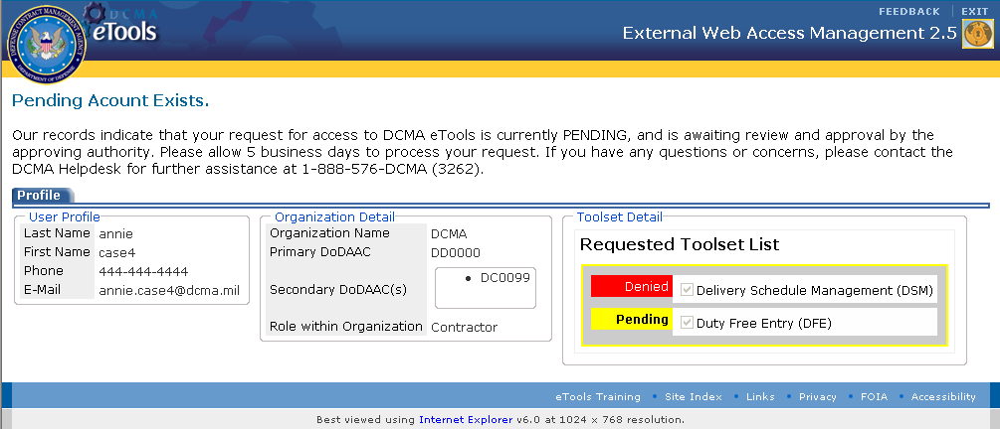 DEFENSE CONTRACT MANAGEMENT AGENCY
DEPARTMENT OF DEFENSE
DCMA
eTools
FEEDBACK
EXIT
External Web Access Management 2.5
Pending Acount Exists.
Our records indicate that your request for access to DCMA eTools is currently PENDING, and is awaiting review and approval by the
approving authority. Please allow 5 business days to process your request. If you have any questions or concerns, please contact the
DCMA Helpdesk for further assistance at 1-888-576-DCMA (3262).
Profile
User Profile
Last Name annie
First Name case4
Phone 444-444-4444
E-Mail annie.case4@dcma.mil
Organization Detail
Organization Name DCMA
Primary DoDAAC DD0000
Secondary DoDAAC(s) • DC0099
Role within Organization Contractor
Toolset Detail
Requested Toolset List
Denied Delivery Schedule Management (DSM)
Pending Duty Free Entry (DFE)
eTools Training • Site Index • Links • Privacy • FOIA • Accessibility
Best viewed using Internet Explorer v6.0 at 1024 x 768 resolution.